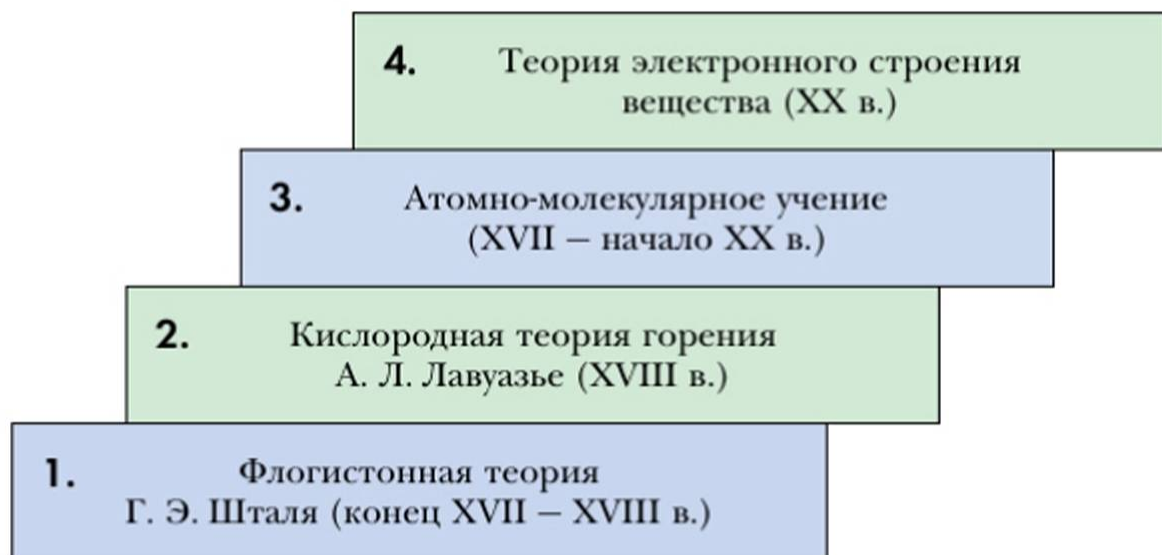 4. Теория электронного строения
вещества (XX в.)
3. Атомно-молекулярное учение
(XVII – начало XX в.)
2. Кислородная теория горения
А. Л. Лавуазье (XVIII в.)
1. Флогистонная теория
Г. Э. Шталя (конец XVII – XVIII в.)